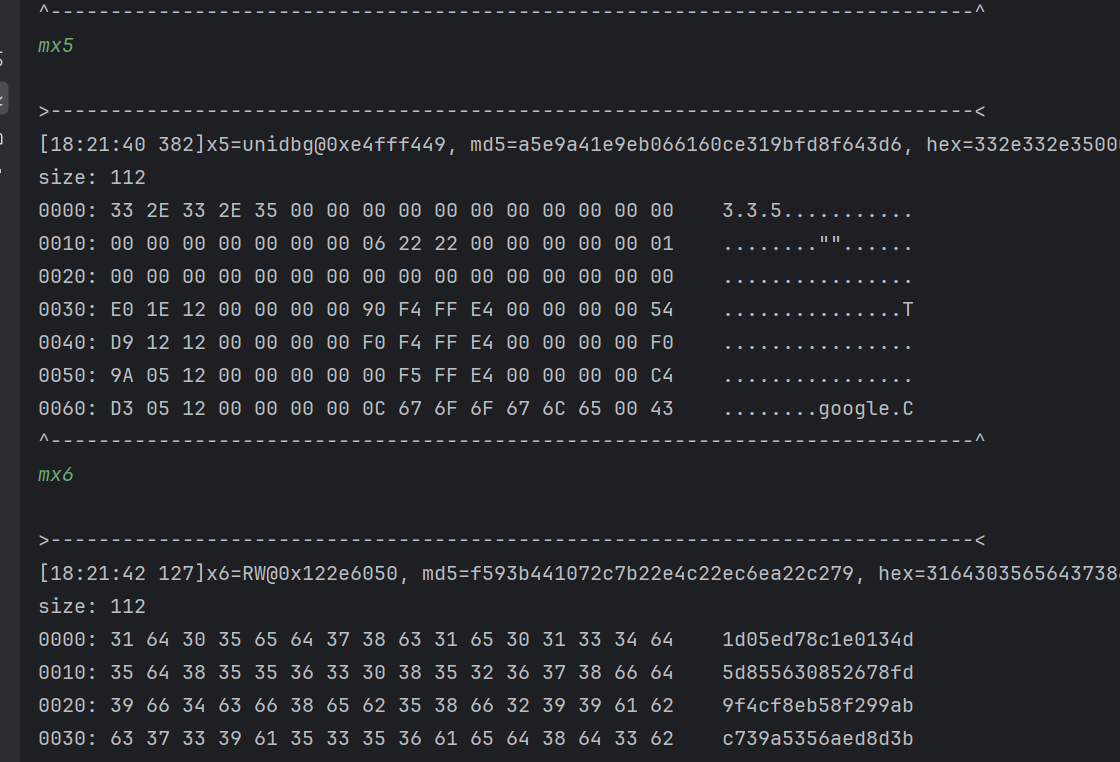 ^-----------------------------------------------------------------------------^
mx5
>-----------------------------------------------------------------------------<
[18:21:40 382]x5=unidbg@0xe4fff449, md5=a5e9a41e9eb066160ce319bfd8f643d6, hex=332e332e3500
size: 112
0000: 33 2E 33 2E 35 00 00 00 00 00 00 00 00 00 00 00    3.3.5...........
0010: 00 00 00 00 00 00 00 06 22 22 00 00 00 00 00 01    ........""......
0020: 00 00 00 00 00 00 00 00 00 00 00 00 00 00 00 00    ................
0030: E0 1E 12 00 00 00 00 90 F4 FF E4 00 00 00 00 54    ...............T
0040: D9 12 12 00 00 00 00 F0 F4 FF E4 00 00 00 00 F0    ................
0050: 9A 05 12 00 00 00 00 00 F5 FF E4 00 00 00 00 C4    ................
0060: D3 05 12 00 00 00 00 0C 67 6F 6F 67 6C 65 00 43    ........google.C
^-----------------------------------------------------------------------------^
mx6
>-----------------------------------------------------------------------------<
[18:21:42 127]x6=RW@0x122e6050, md5=f593b441072c7b22e4c22ec6ea22c279, hex=31643035656437386
size: 112
0000: 31 64 30 35 65 64 37 38 63 31 65 30 31 33 34 64    1d05ed78c1e0134d
0010: 35 64 38 35 35 36 33 30 38 35 32 36 37 38 66 64    5d855630852678fd
0020: 39 66 34 63 66 38 65 62 35 38 66 32 39 39 61 62    9f4cf8eb58f299ab
0030: 63 37 33 39 61 35 33 35 36 61 65 64 38 64 33 62    c739a5356aed8d3b